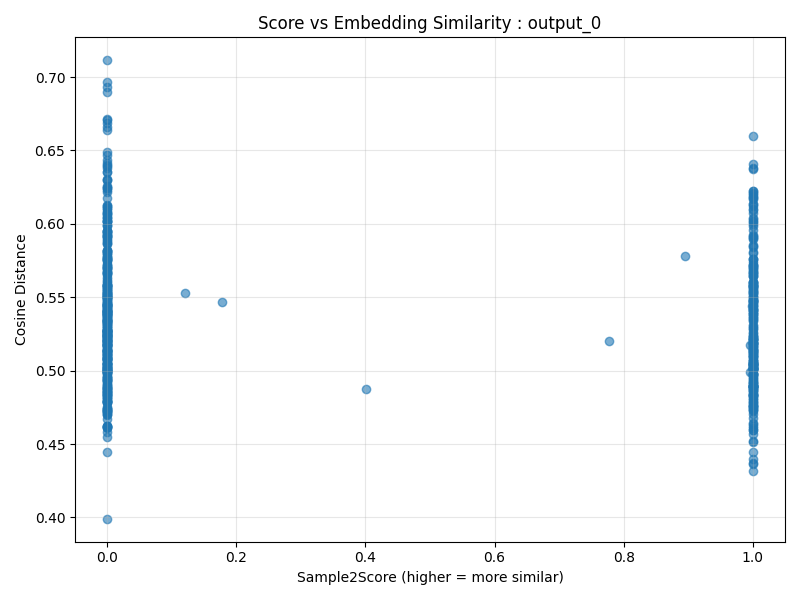 Score vs Embedding Similarity : output_0
Cosine Distance
0.70
0.65
0.60
0.55
0.50
0.45
0.40
0.0 0.2 0.4 0.6 0.8 1.0
Sample2Score (higher = more similar)